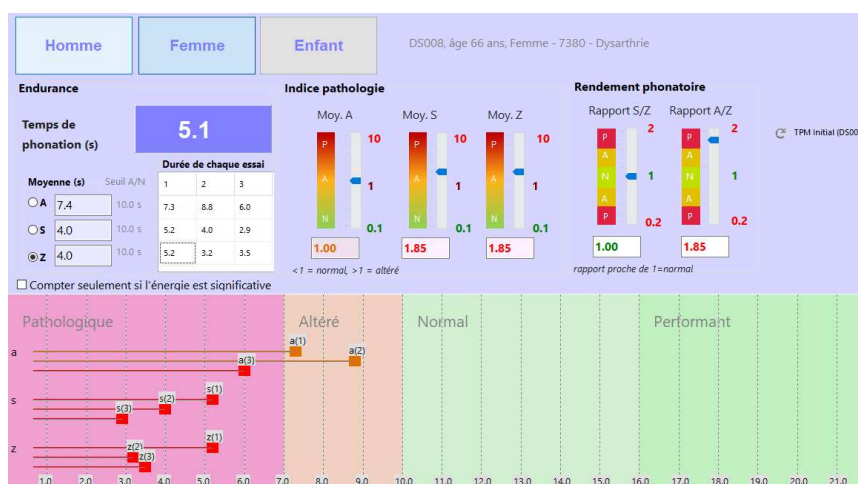 Homme
Femme
Enfant
DS008, âge 66 ans, Femme - 7380 - Dysarthrie
Endurance
Temps de
phonation (s)
5.1
Durée de chaque essai
Moyenne (s) Seuil A/N
1 2 3
A 7.4 10.0 s
7.3 8.8 6.0
S 4.0 10.0 s
5.2 4.0 2.9
Z 4.0 10.0 s
5.2 3.2 3.5
Compter seulement si l'énergie est significative
Indice pathologie
Moy. A Moy. S Moy. Z
P 10 P 10 P 10
A 1 A 1 A 1
N 0.1 N 0.1 N 0.1
1.00 1.85 1.85
<1 = normal, >1 = altéré
Rendement phonatoire
Rapport S/Z Rapport A/Z
P 2 P 2
A A
N 1 N 1
A A
P 0.2 P 0.2
1.00 1.85
rapport proche de 1=normal
TPM Initial (DS00
Pathologique Altéré Normal Performant
a
a(1)
a(2)
a(3)
s
s(1)
s(2)
s(3)
z
z(1)
z(2)
z(3)
1.0 2.0 3.0 4.0 5.0 6.0 7.0 8.0 9.0 10.0 11.0 12.0 13.0 14.0 15.0 16.0 17.0 18.0 19.0 20.0 21.0